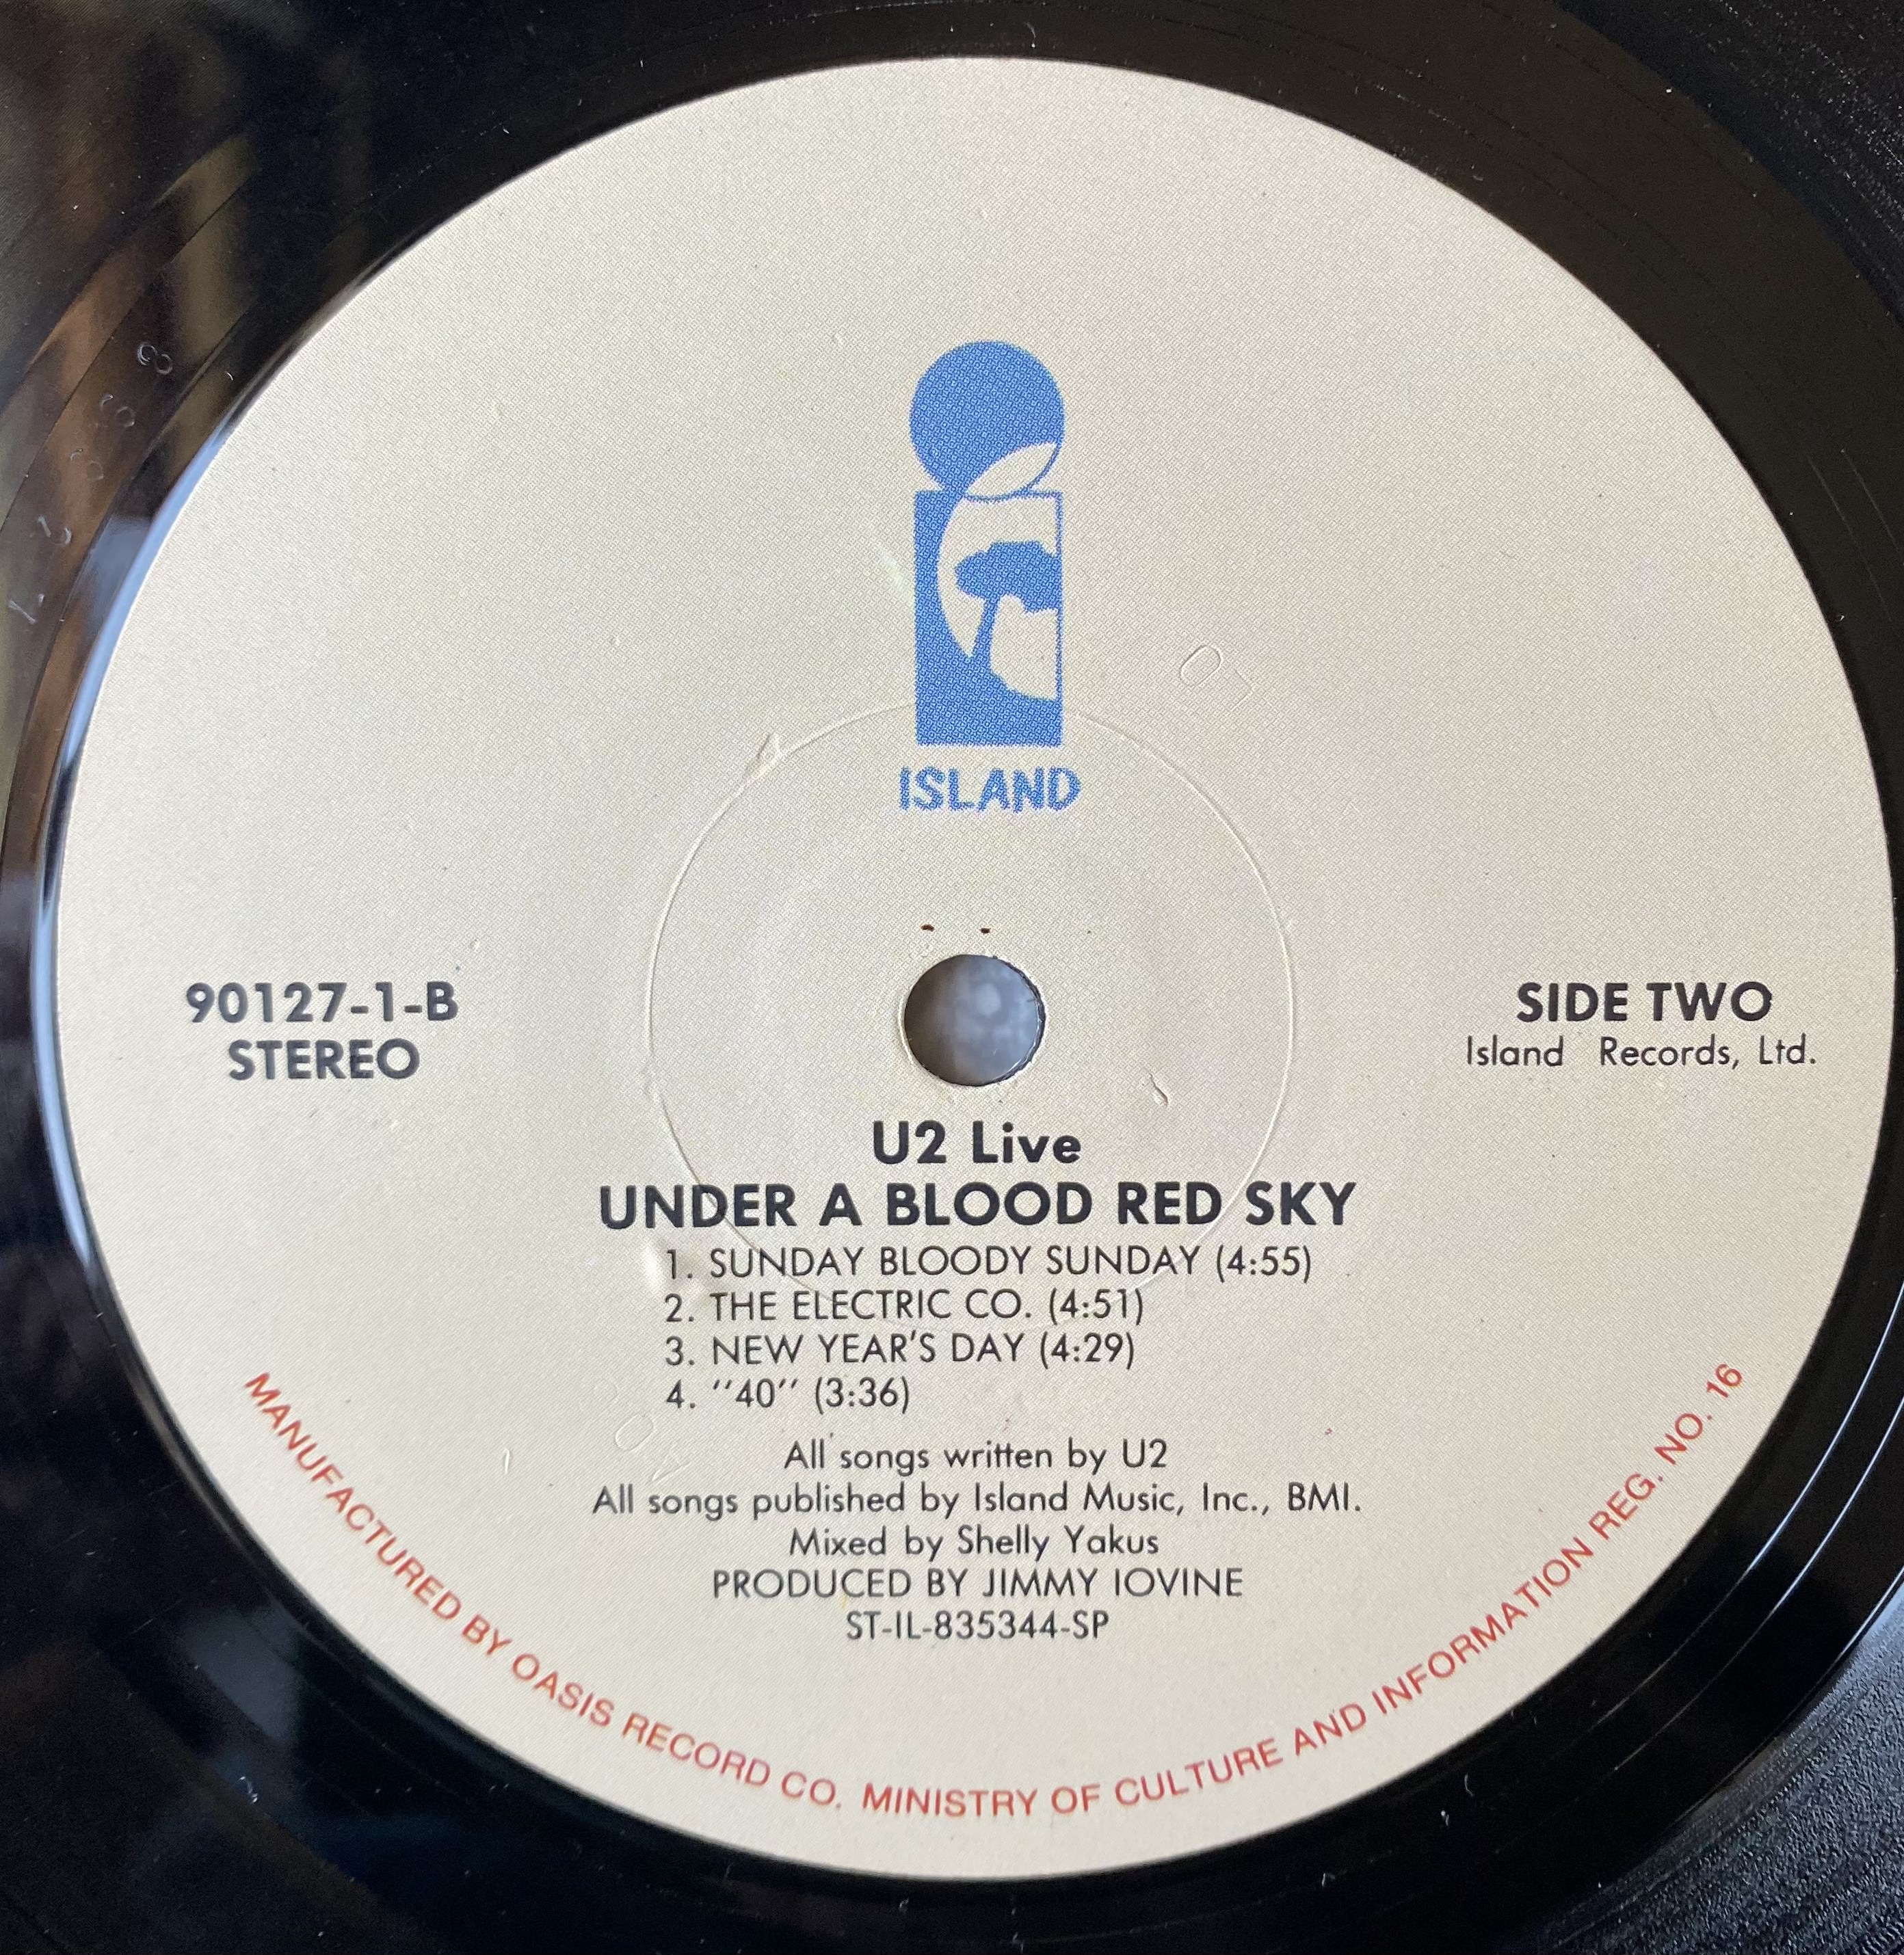 ISLAND
90127-1-B
STEREO
SIDE TWO
Island Records, Ltd.
U2 Live
UNDER A BLOOD RED SKY
1. SUNDAY BLOODY SUNDAY (4:55)
2. THE ELECTRIC CO. (4:51)
3. NEW YEAR'S DAY (4:29)
4. ''40'' (3:36)
All songs written by U2
All songs published by Island Music, Inc., BMI.
Mixed by Shelly Yakus
PRODUCED BY JIMMY IOVINE
ST-IL-835344-SP
MANUFACTURED BY OASIS RECORD CO. MINISTRY OF CULTURE AND INFORMATION REG. NO. 16